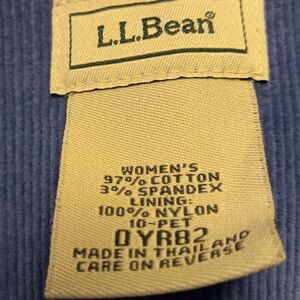 L.L.Bean
WOMEN'S
97% COTTON
3% SPANDEX
LINING:
100% NYLON
10-PET
0YR82
MADE IN THAILAND
CARE ON REVERSE